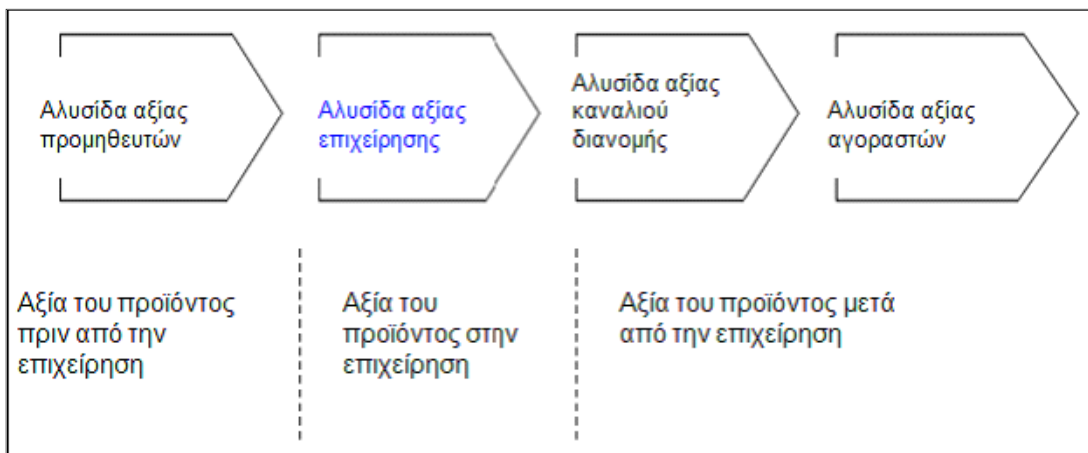 Αλυσίδα αξίας
προμηθευτών
Αλυσίδα αξίας
επιχείρησης
Αλυσίδα αξίας
καναλιού
διανομής
Αλυσίδα αξίας
αγοραστών
Αξία του προϊόντος
πριν από την
επιχείρηση
Αξία του
προϊόντος στην
επιχείρηση
Αξία του προϊόντος μετά
από την επιχείρηση